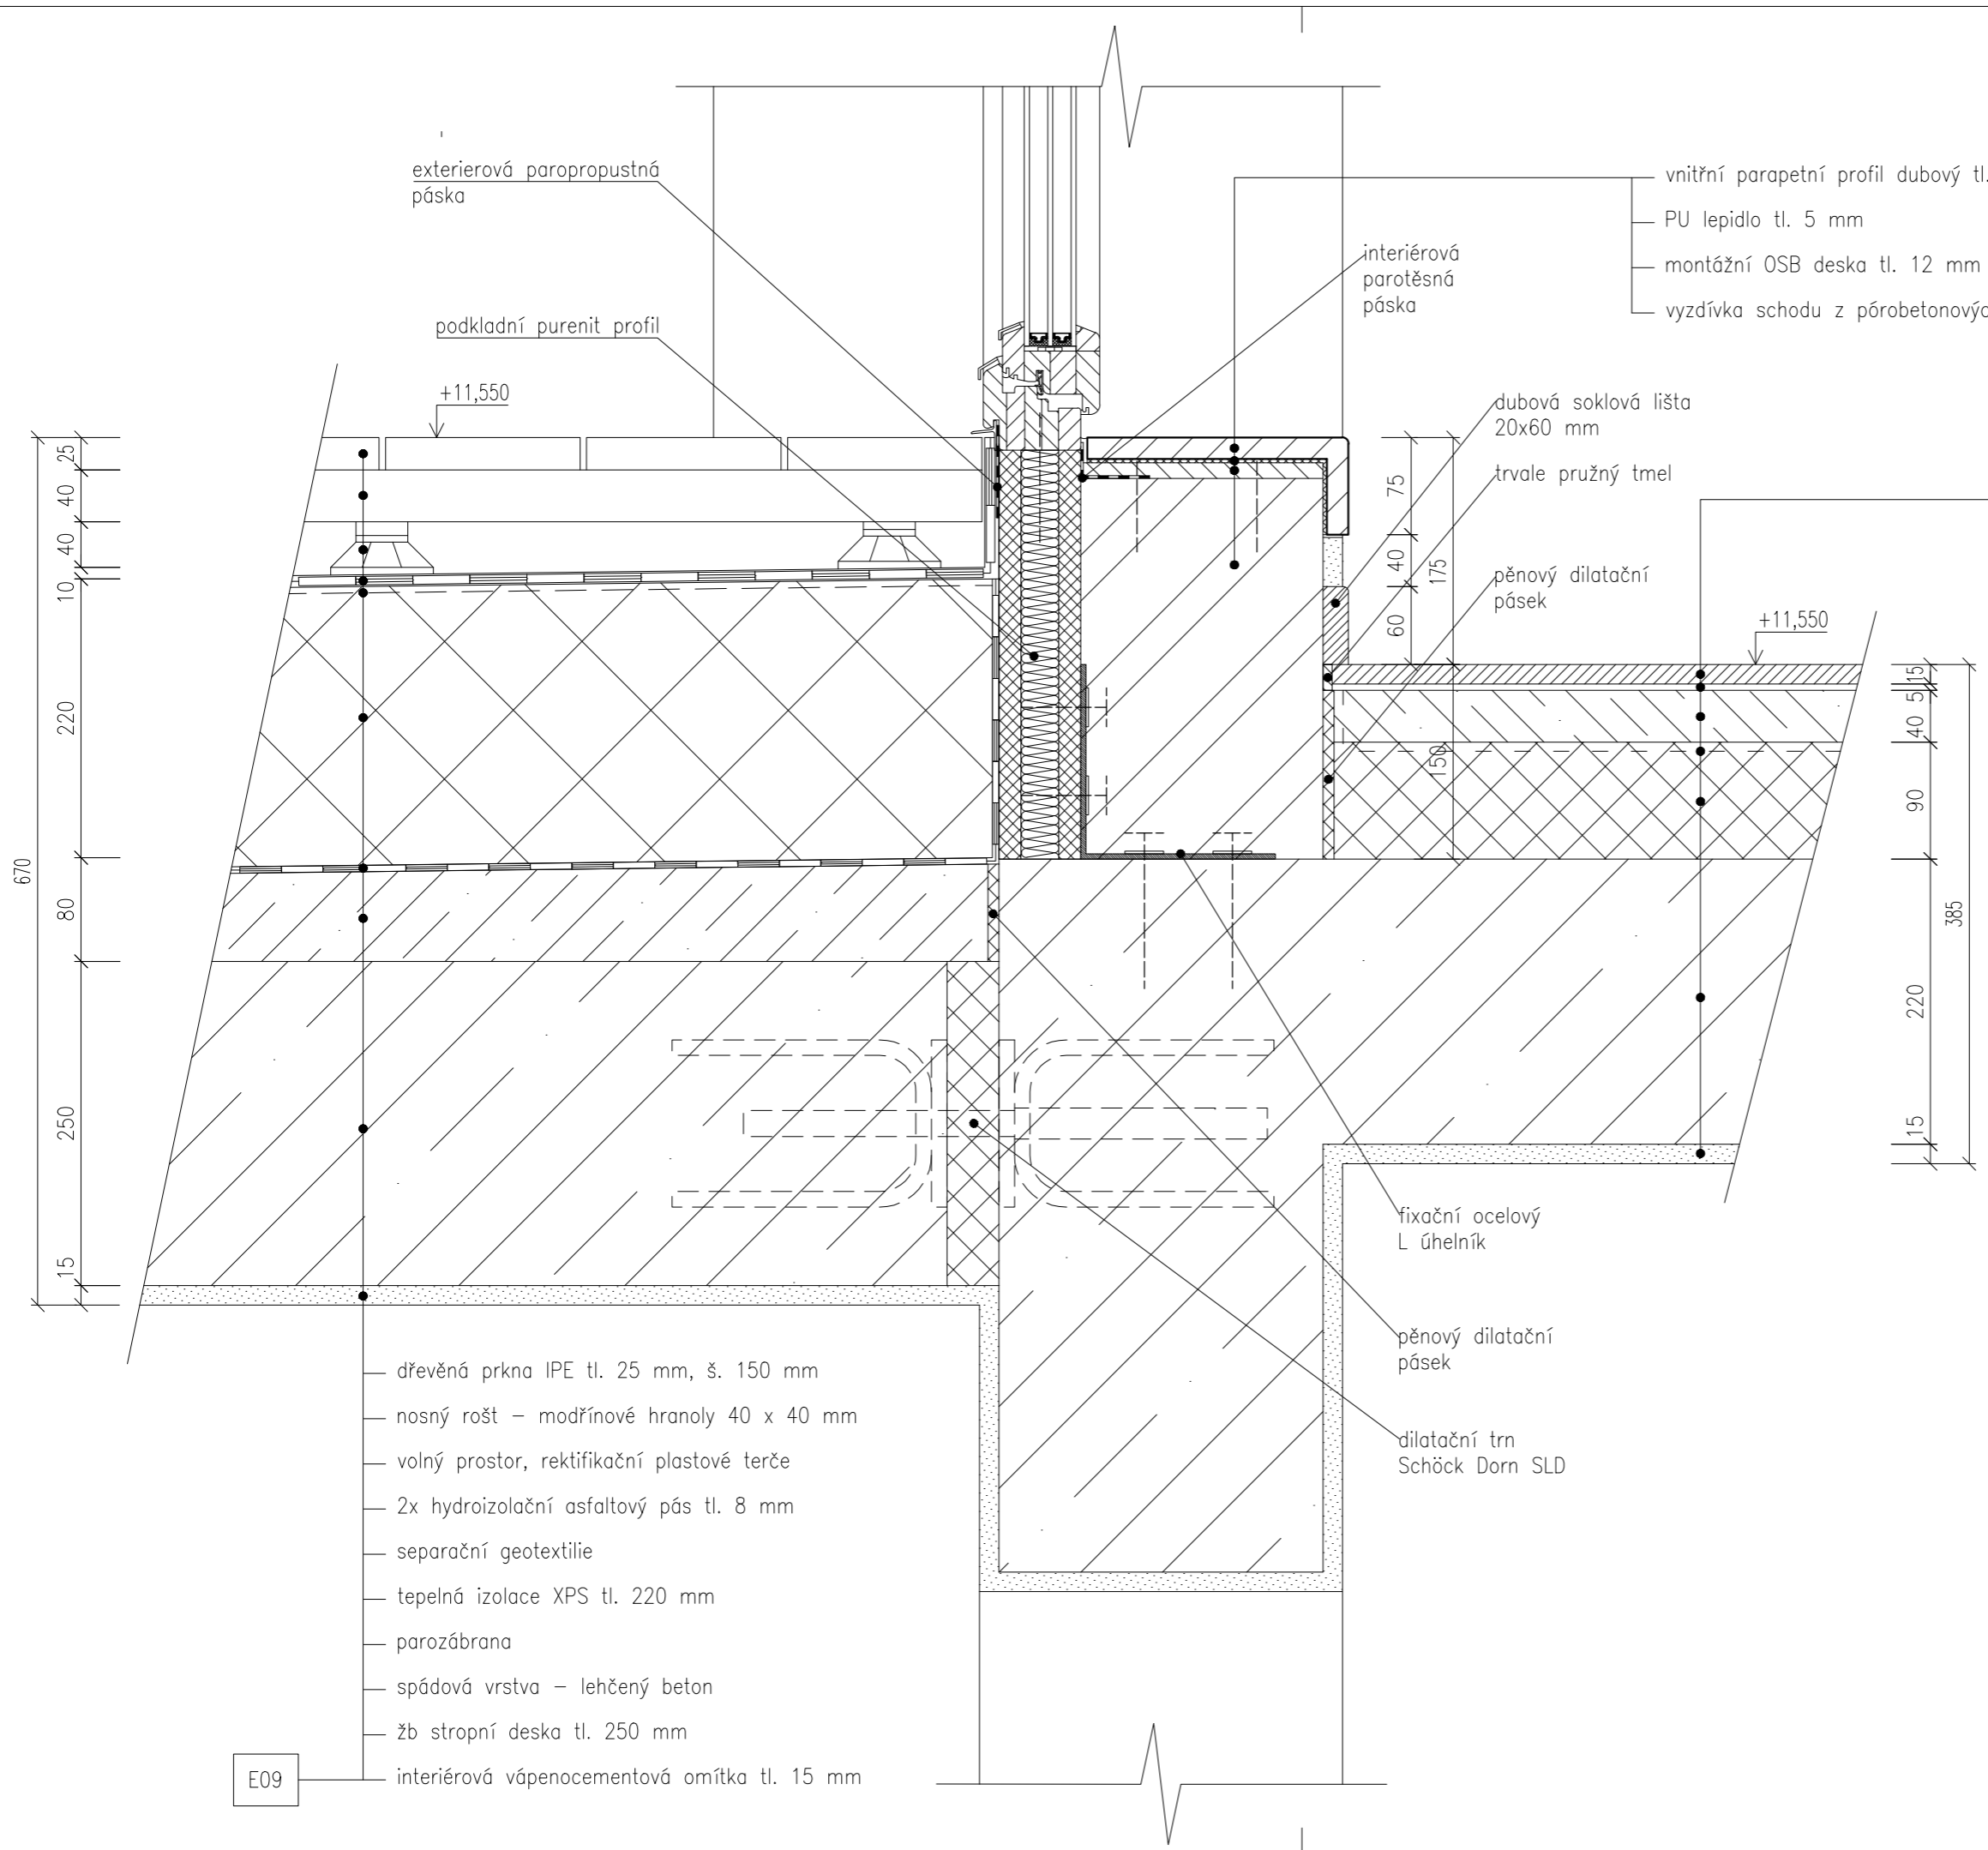 exterierová paropropustná
páska
podkladní purenit profil
+11,550
vnitřní parapetní profil dubový tl.
PU lepidlo tl. 5 mm
montážní OSB deska tl. 12 mm
vyzdívka schodu z
interiérová
parotěsná
páska
dubová soklová lišta
20x60 mm
trvale pružný tmel
pěnový dilatační
pásek
+11,550
25
40
40
10
220
80
250
15
670
75
40
60
175
150
15
5
40
90
220
15
385
fixační ocelový
L úhelník
pěnový dilatační
pásek
dilatační trn
Schöck Dorn SLD
dřevěná prkna IPE tl. 25 mm, š. 150 mm
nosný rošt – modřínové hranoly 40 x 40 mm
volný prostor, rektifikační plastové terče
2x hydroizolační asfaltový pás tl. 8 mm
separační geotextilie
tepelná izolace XPS tl. 220 mm
parozábrana
spádová vrstva – lehčený beton
žb stropní deska tl. 250 mm
interiérová vápenocementová omítka tl. 15 mm
E09